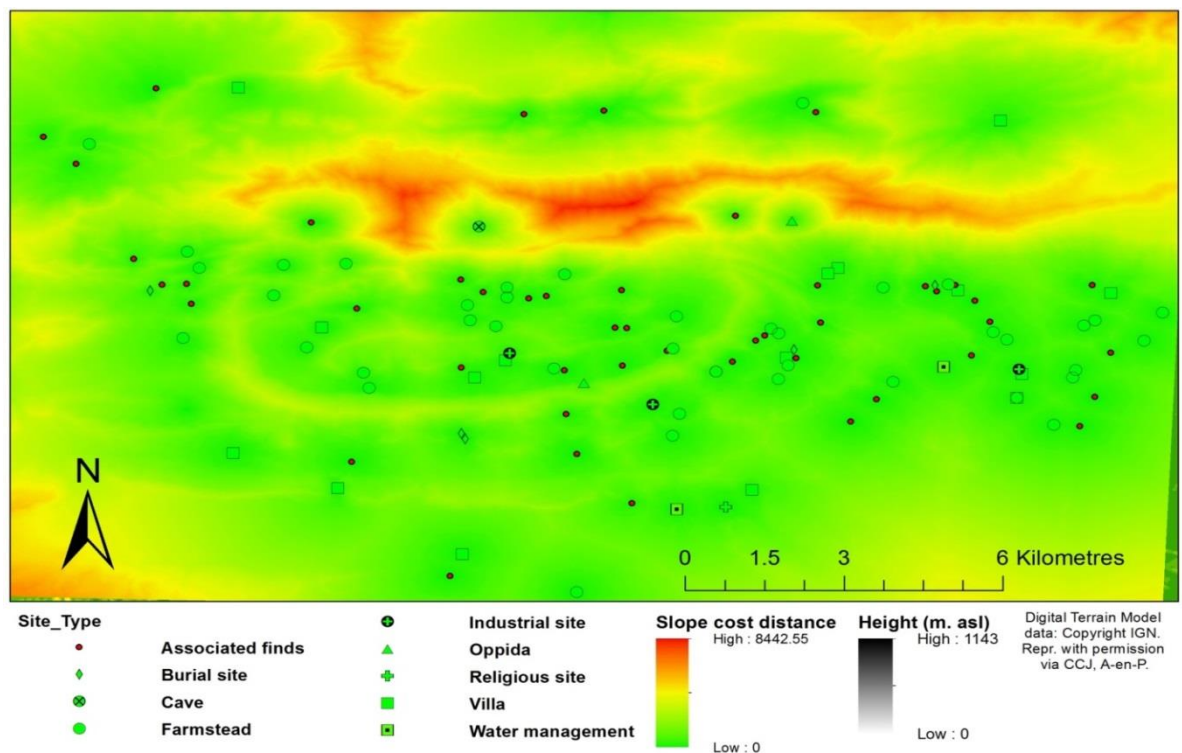 N
0 1.5 3 6 Kilometres
Site_Type
Associated finds
Burial site
Cave
Farmstead
Industrial site
Oppida
Religious site
Villa
Water management
Slope cost distance
High : 8442.55
Low : 0
Height (m. asl)
High : 1143
Low : 0
Digital Terrain Model
data: Copyright IGN.
Repr. with permission
via CCJ, A-en-P.